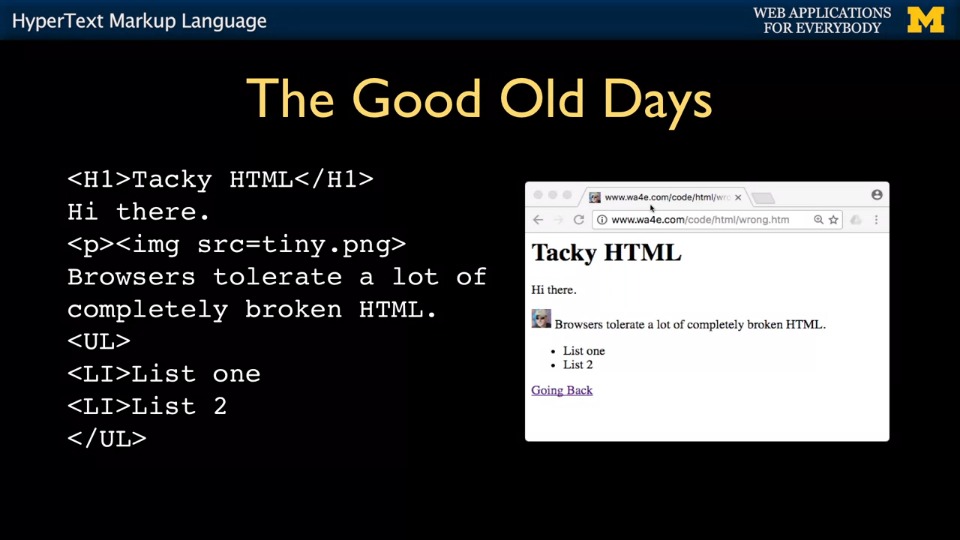 HyperText Markup Language
WEB APPLICATIONS
FOR EVERYBODY
M
The Good Old Days
<H1>Tacky HTML</H1>
Hi there.
<p><img src=tiny.png>
Browsers tolerate a lot of
completely broken HTML.
<UL>
<LI>List one
<LI>List 2
</UL>
www.wa4e.com/code/html/wro
www.wa4e.com/code/html/wrong.htm
Tacky HTML
Hi there.
Browsers tolerate a lot of completely broken HTML.
• List one
• List 2
Going Back